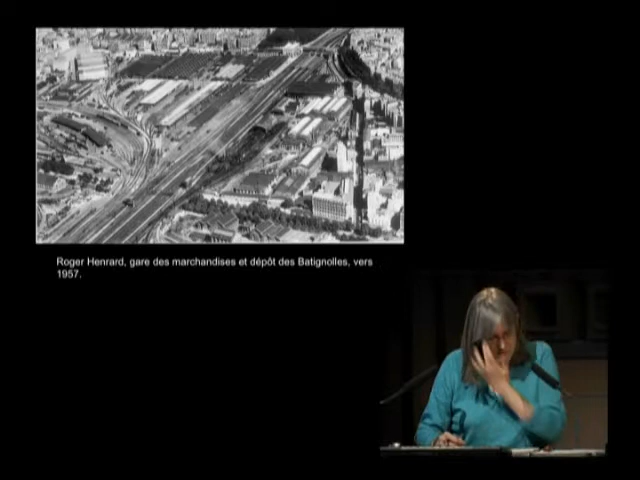 Roger Henrard, gare des marchandises et dépôt des Batignolles, vers
1957.